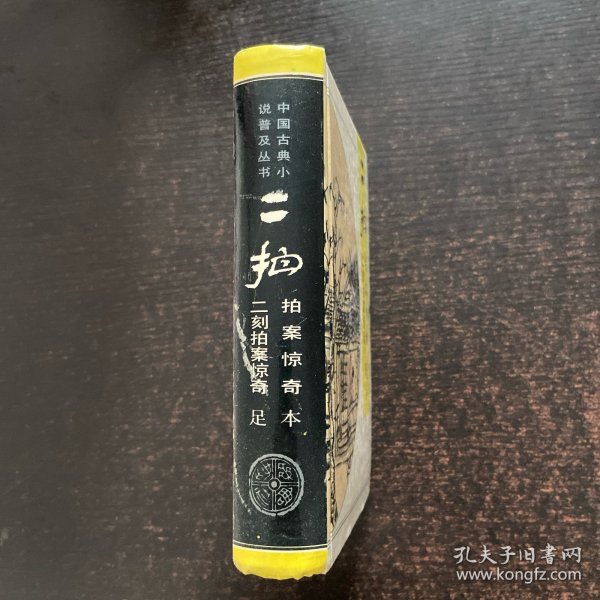 中国古典小
说普及丛书
二拍
拍案惊奇
二刻拍案惊奇
足本
孔夫子旧书网
www.kongfz.com